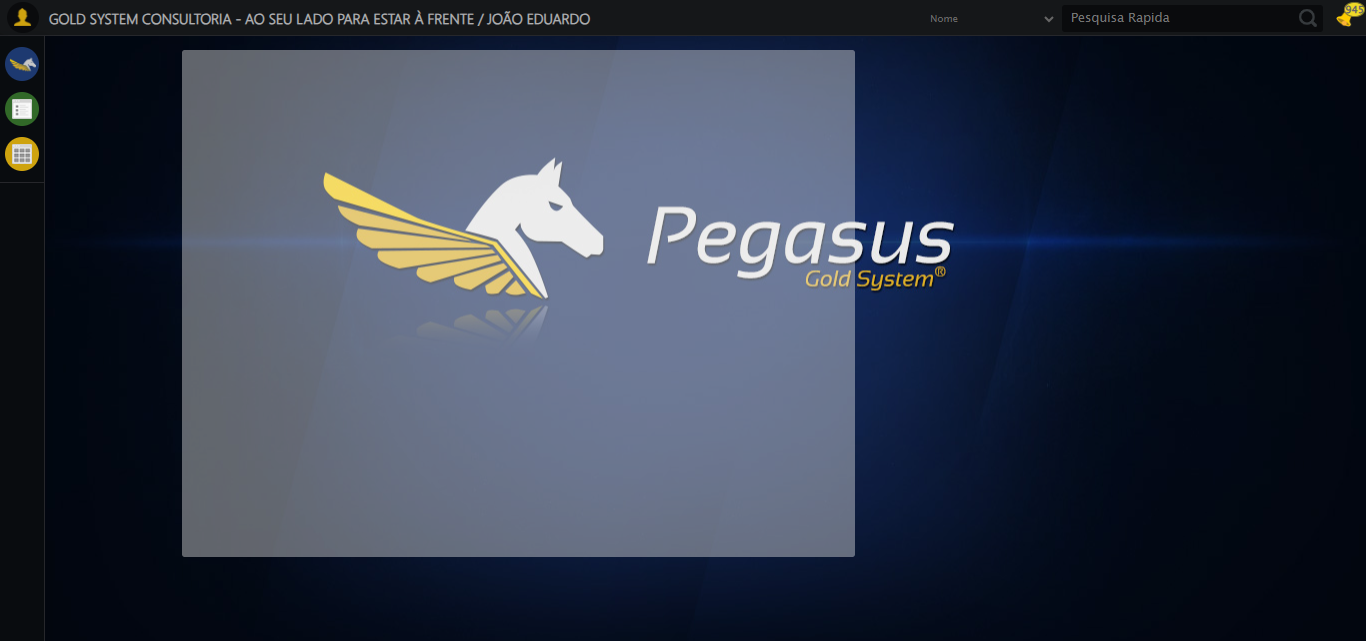 GOLD SYSTEM CONSULTORIA - AO SEU LADO PARA ESTAR À FRENTE / JOÃO EDUARDO
Nome
Pesquisa Rapida
945
Pegasus
Gold System®